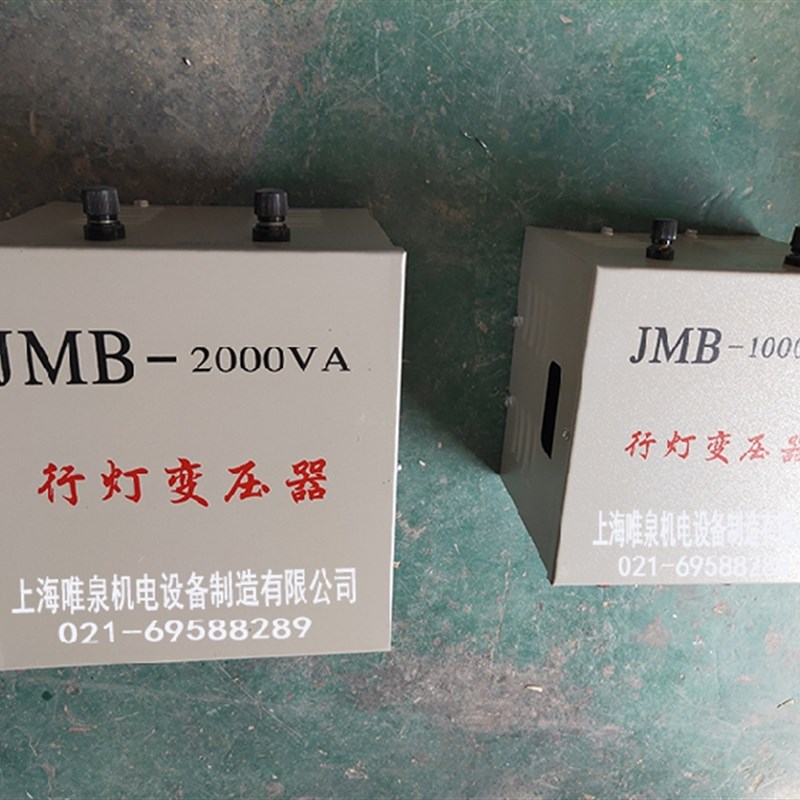 JMB-2000VA
行灯变压器
上海唯泉机电设备制造有限公司
021-69588289
JMB-1000
行灯变压器
上海唯泉机电设备制造有
021-6958828